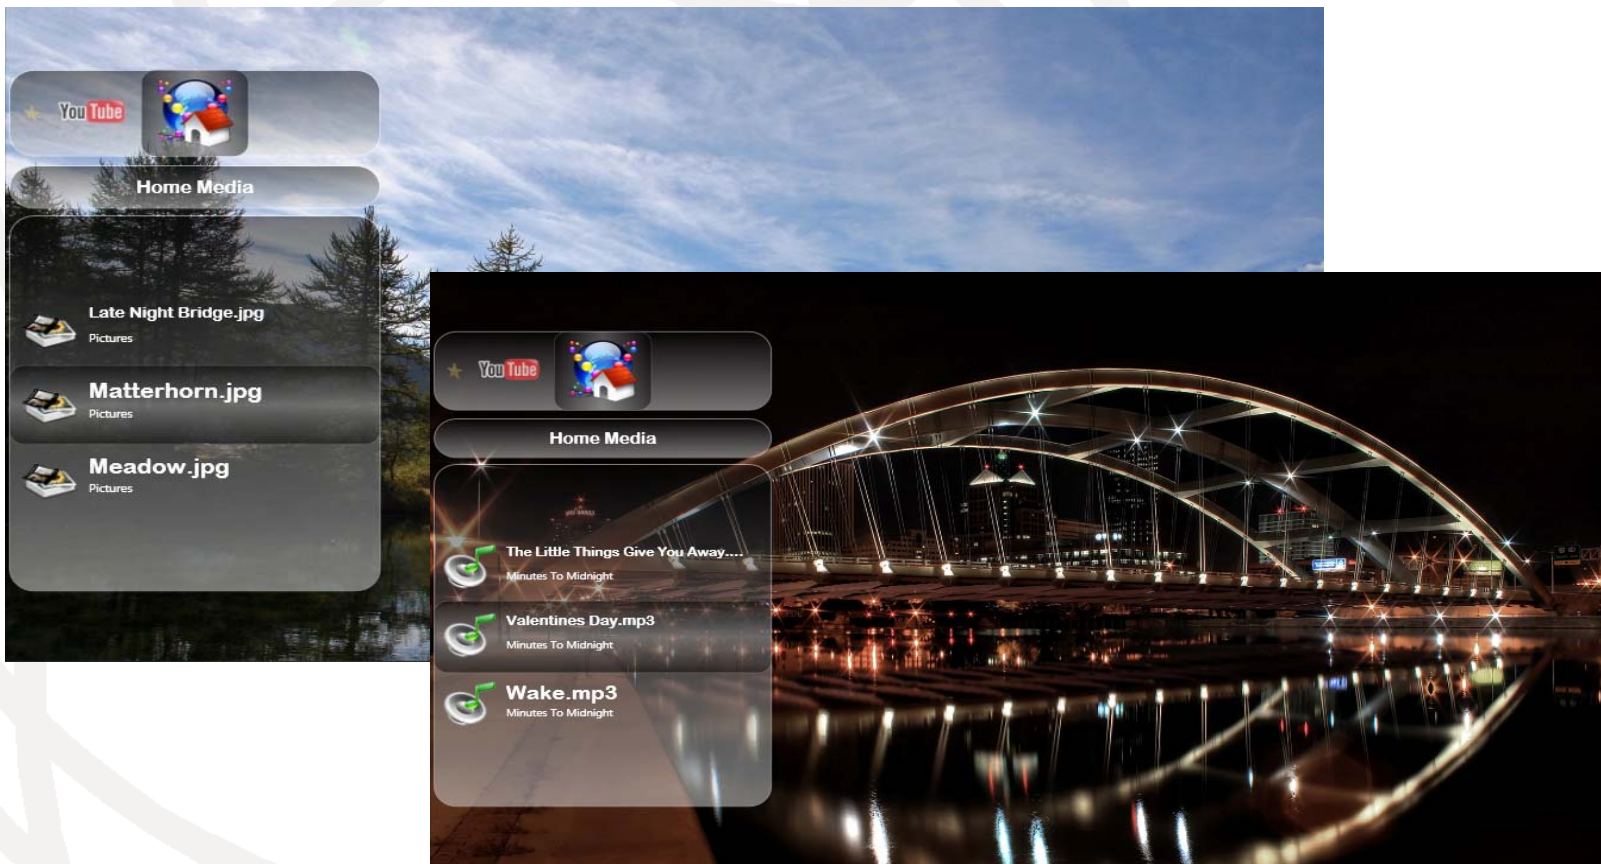 YouTube
Home Media
Late Night Bridge.jpg
Pictures
Matterhorn.jpg
Pictures
Meadow.jpg
Pictures
YouTube
Home Media
The Little Things Give You Away....
Minutes To Midnight
Valentines Day.mp3
Minutes To Midnight
Wake.mp3
Minutes To Midnight